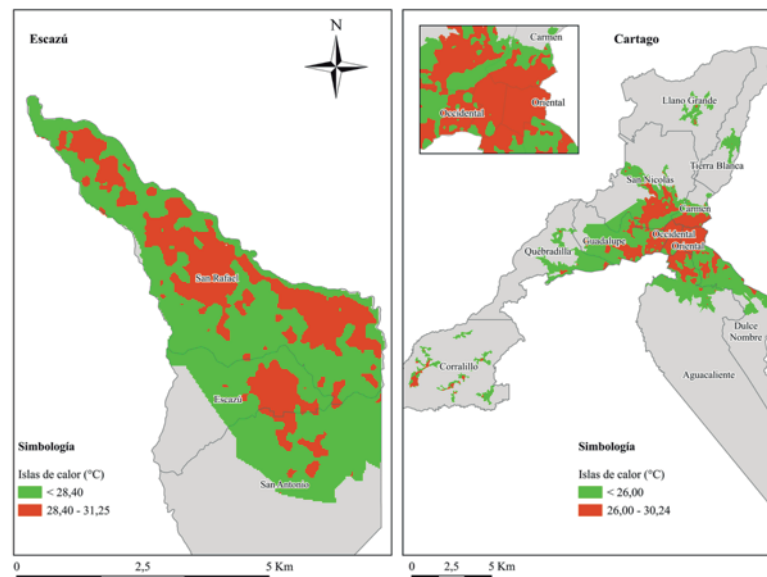 Escazú
N
San Rafael
Escazú
San Antonio
Simbología
Islas de calor (°C)
< 28,40
28,40 - 31,25
0 2,5 5 Km
Cartago
Carmen
Occidental
Oriental
Llano Grande
Tierra Blanca
San Nicolás
Carmen
Occidental
Oriental
Guadalupe
Quebradilla
Dulce
Nombre
Corralillo
Aguacaliente
Simbología
Islas de calor (°C)
< 26,00
26,00 - 30,24
0 2,5 5 Km